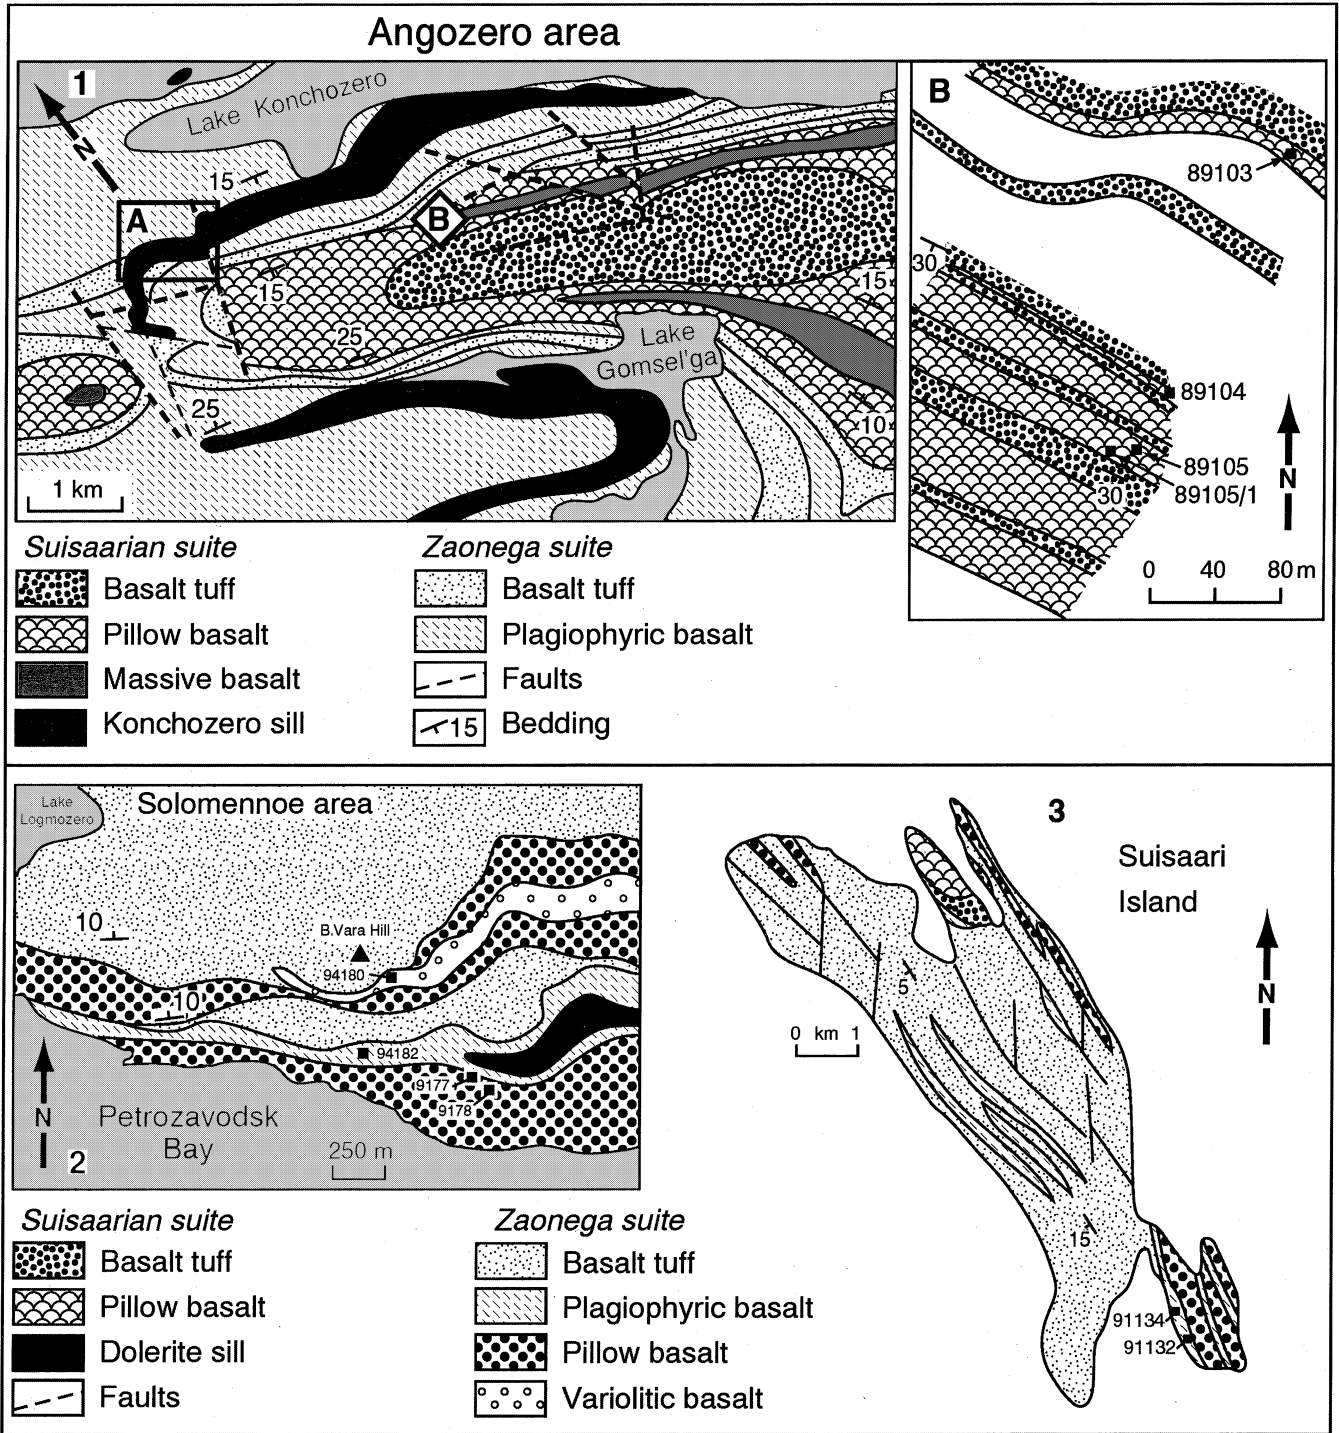 Angozero area
1
Lake Konchozero
N
15
A
B
15
25
25
15
10
Lake
Gomsel'ga
1 km
B
89103
30
89104
89105
89105/1
30
N
0 40 80 m
Suisaarian suite
Basalt tuff
Pillow basalt
Massive basalt
Konchozero sill
Zaonega suite
Basalt tuff
Plagiophyric basalt
Faults
15 Bedding
Lake
Logmozero
Solomennoe area
10
B.Vara Hill
94180
10
94182
9177
9178
N
Petrozavodsk
Bay
250 m
2
3
Suisaari
Island
N
5
0 km 1
15
91134
91132
Suisaarian suite
Basalt tuff
Pillow basalt
Dolerite sill
Faults
Zaonega suite
Basalt tuff
Plagiophyric basalt
Pillow basalt
Variolitic basalt